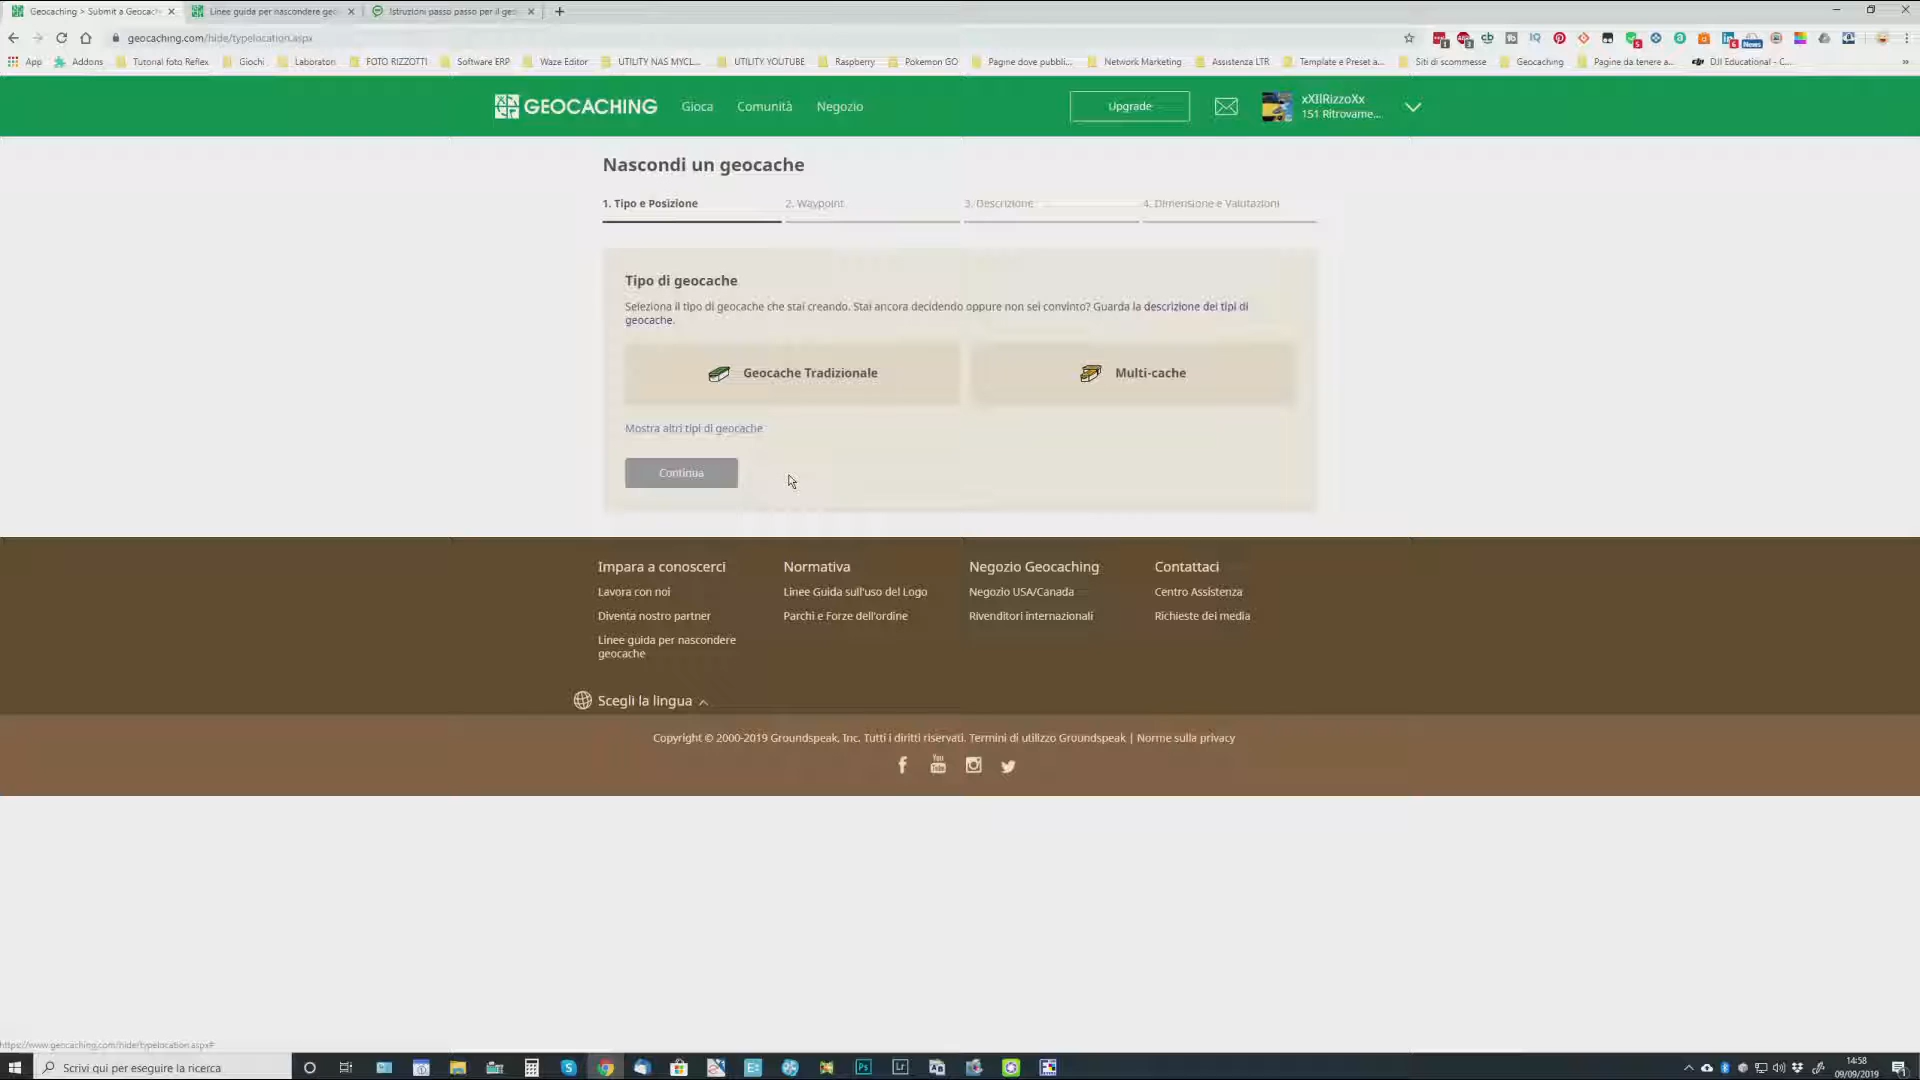 Geocaching > Submit a Geocach
Linee guida per nascondere geo
Istruzioni passo passo per il ge
geocaching.com/hide/typelocation.aspx
App
Addons
Tutorial foto Reflex
Giochi
Laboratori
FOTO RIZZOTTI
Software ERP
Waze Editor
UTILITY NAS MYCL...
UTILITY YOUTUBE
Raspberry
Pokemon GO
Pagine dove pubbli...
Network Marketing
Assistenza LTR
Template e Preset a...
Siti di scommesse
Geocaching
Pagine da tenere a...
DJI Educational - C...
GEOCACHING
Gioca
Comunità
Negozio
Upgrade
xXIlRizzoXx
151 Ritrovame...
Nascondi un geocache
1. Tipo e Posizione
2. Waypoint
3. Descrizione
4. Dimensione e Valutazioni
Tipo di geocache
Seleziona il tipo di geocache che stai creando. Stai ancora decidendo oppure non sei convinto? Guarda la descrizione dei tipi di
geocache.
Geocache Tradizionale
Multi-cache
Mostra altri tipi di geocache
Continua
Impara a conoscerci
Normativa
Negozio Geocaching
Contattaci
Lavora con noi
Linee Guida sull'uso del Logo
Negozio USA/Canada
Centro Assistenza
Diventa nostro partner
Parchi e Forze dell'ordine
Rivenditori internazionali
Richieste dei media
Linee guida per nascondere
geocache
Scegli la lingua
Copyright © 2000-2019 Groundspeak, Inc. Tutti i diritti riservati. Termini di utilizzo Groundspeak | Norme sulla privacy
https://www.geocaching.com/hide/typelocation.aspx#
Scrivi qui per eseguire la ricerca
14:58
09/09/2019